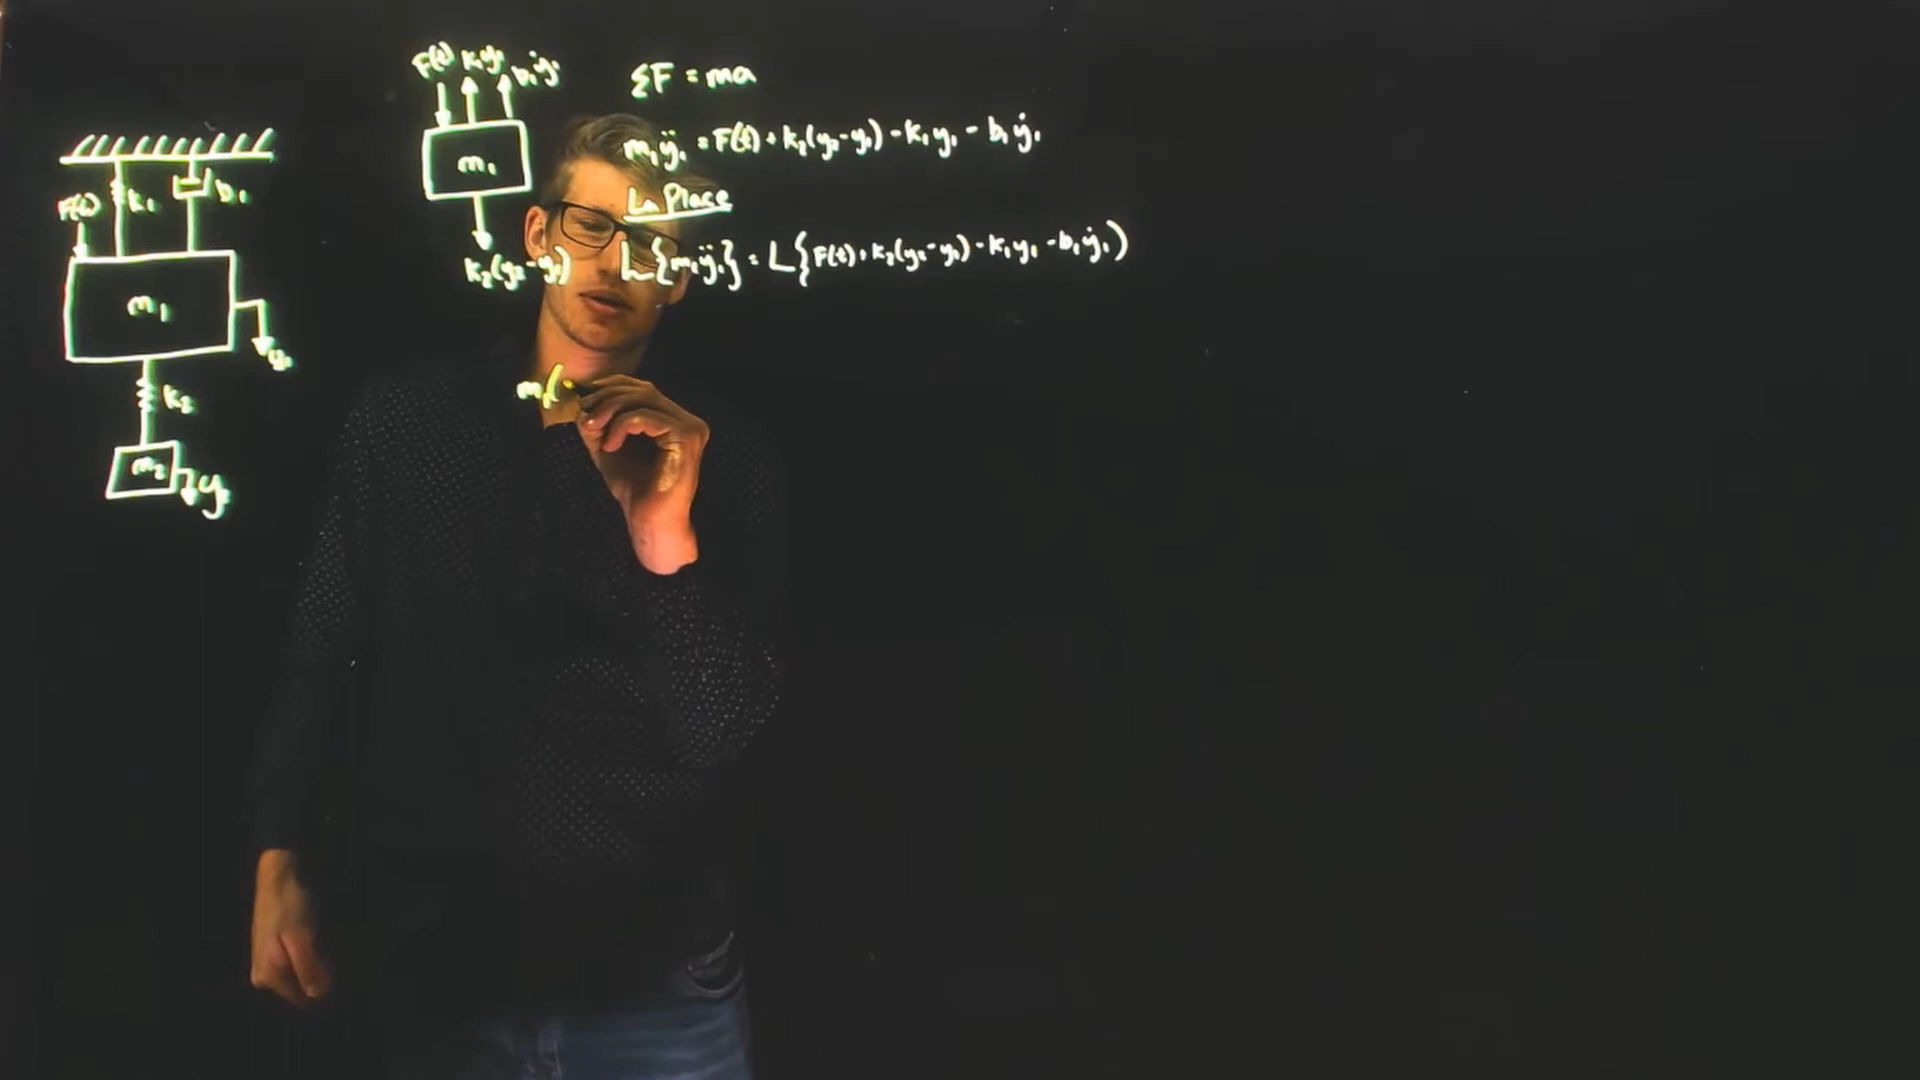 F(t) k₁y₁ b₁ẏ₁
m₁
k₂(y₂-y₁)
F(t) k₁ b₁
m₁
y₁
k₂
m₂
y₂
ΣF = ma
m₁ÿ₁ = F(t) + k₂(y₂-y₁) - k₁y₁ - b₁ẏ₁
La Place
L{m₁ÿ₁} = L{F(t) + k₂(y₂-y₁) - k₁y₁ - b₁ẏ₁)
m₁(